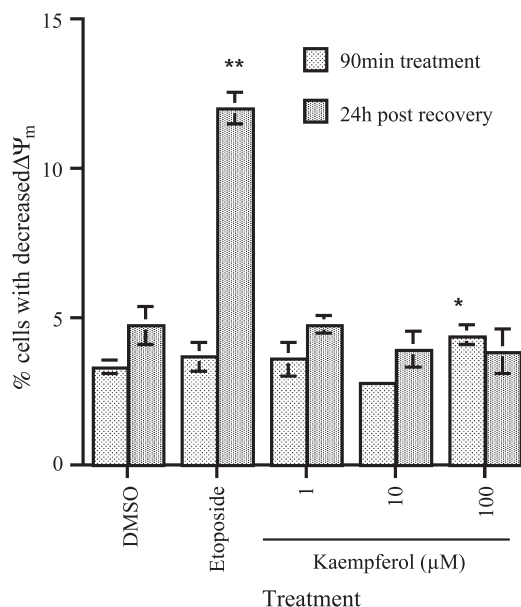 15
10
5
0
% cells with decreasedΔΨm
**
*
90min treatment
24h post recovery
DMSO
Etoposide
1
10
100
Kaempferol (µM)
Treatment